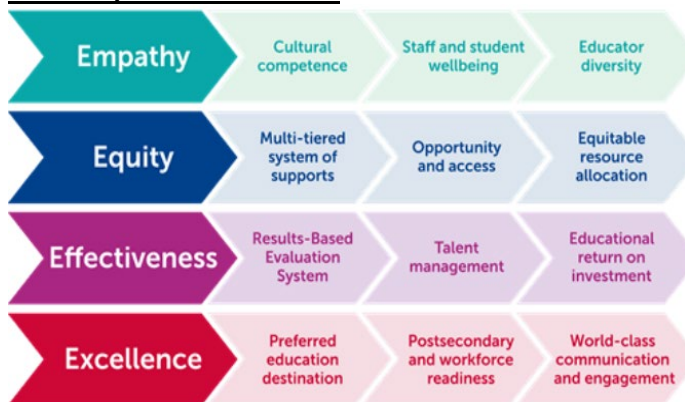 Empathy
Cultural
competence
Staff and student
wellbeing
Educator
diversity
Equity
Multi-tiered
system of
supports
Opportunity
and access
Equitable
resource
allocation
Effectiveness
Results-Based
Evaluation
System
Talent
management
Educational
return on
investment
Excellence
Preferred
education
destination
Postsecondary
and workforce
readiness
World-class
communication
and engagement